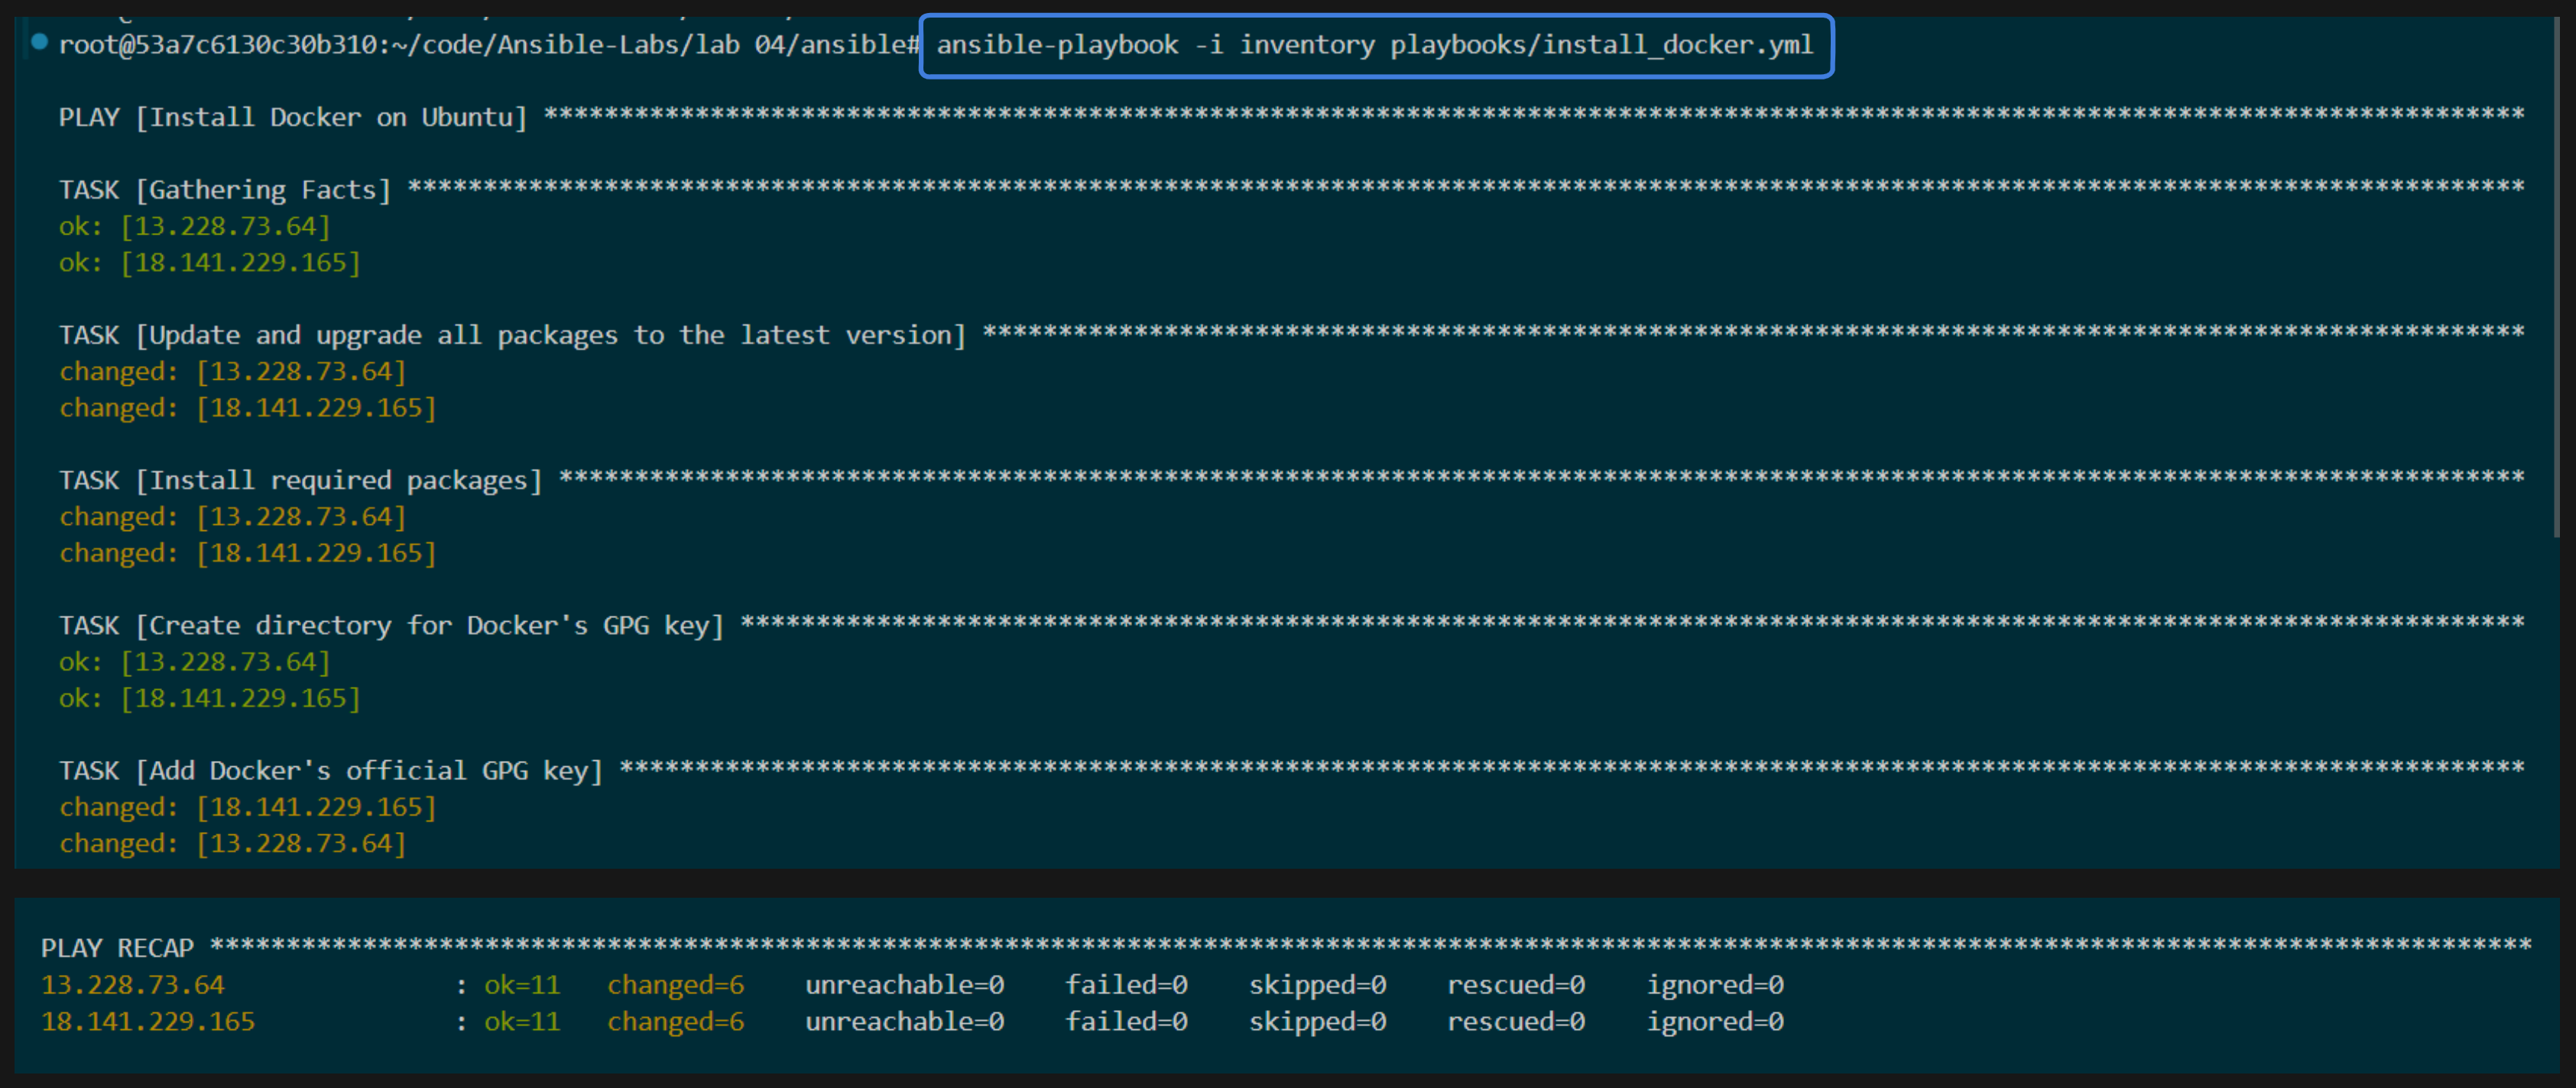 root@53a7c6130c30b310:~/code/Ansible-Labs/lab 04/ansible# ansible-playbook -i inventory playbooks/install_docker.yml
PLAY [Install Docker on Ubuntu] ***********************************************************************************************************************************
TASK [Gathering Facts] ********************************************************************************************************************************************
ok: [13.228.73.64]
ok: [18.141.229.165]
TASK [Update and upgrade all packages to the latest version] ******************************************************************************************************
changed: [13.228.73.64]
changed: [18.141.229.165]
TASK [Install required packages] **********************************************************************************************************************************
changed: [13.228.73.64]
changed: [18.141.229.165]
TASK [Create directory for Docker's GPG key] **********************************************************************************************************************
ok: [13.228.73.64]
ok: [18.141.229.165]
TASK [Add Docker's official GPG key] ******************************************************************************************************************************
changed: [18.141.229.165]
changed: [13.228.73.64]
PLAY RECAP ********************************************************************************************************************************************************
13.228.73.64 : ok=11 changed=6 unreachable=0 failed=0 skipped=0 rescued=0 ignored=0
18.141.229.165 : ok=11 changed=6 unreachable=0 failed=0 skipped=0 rescued=0 ignored=0